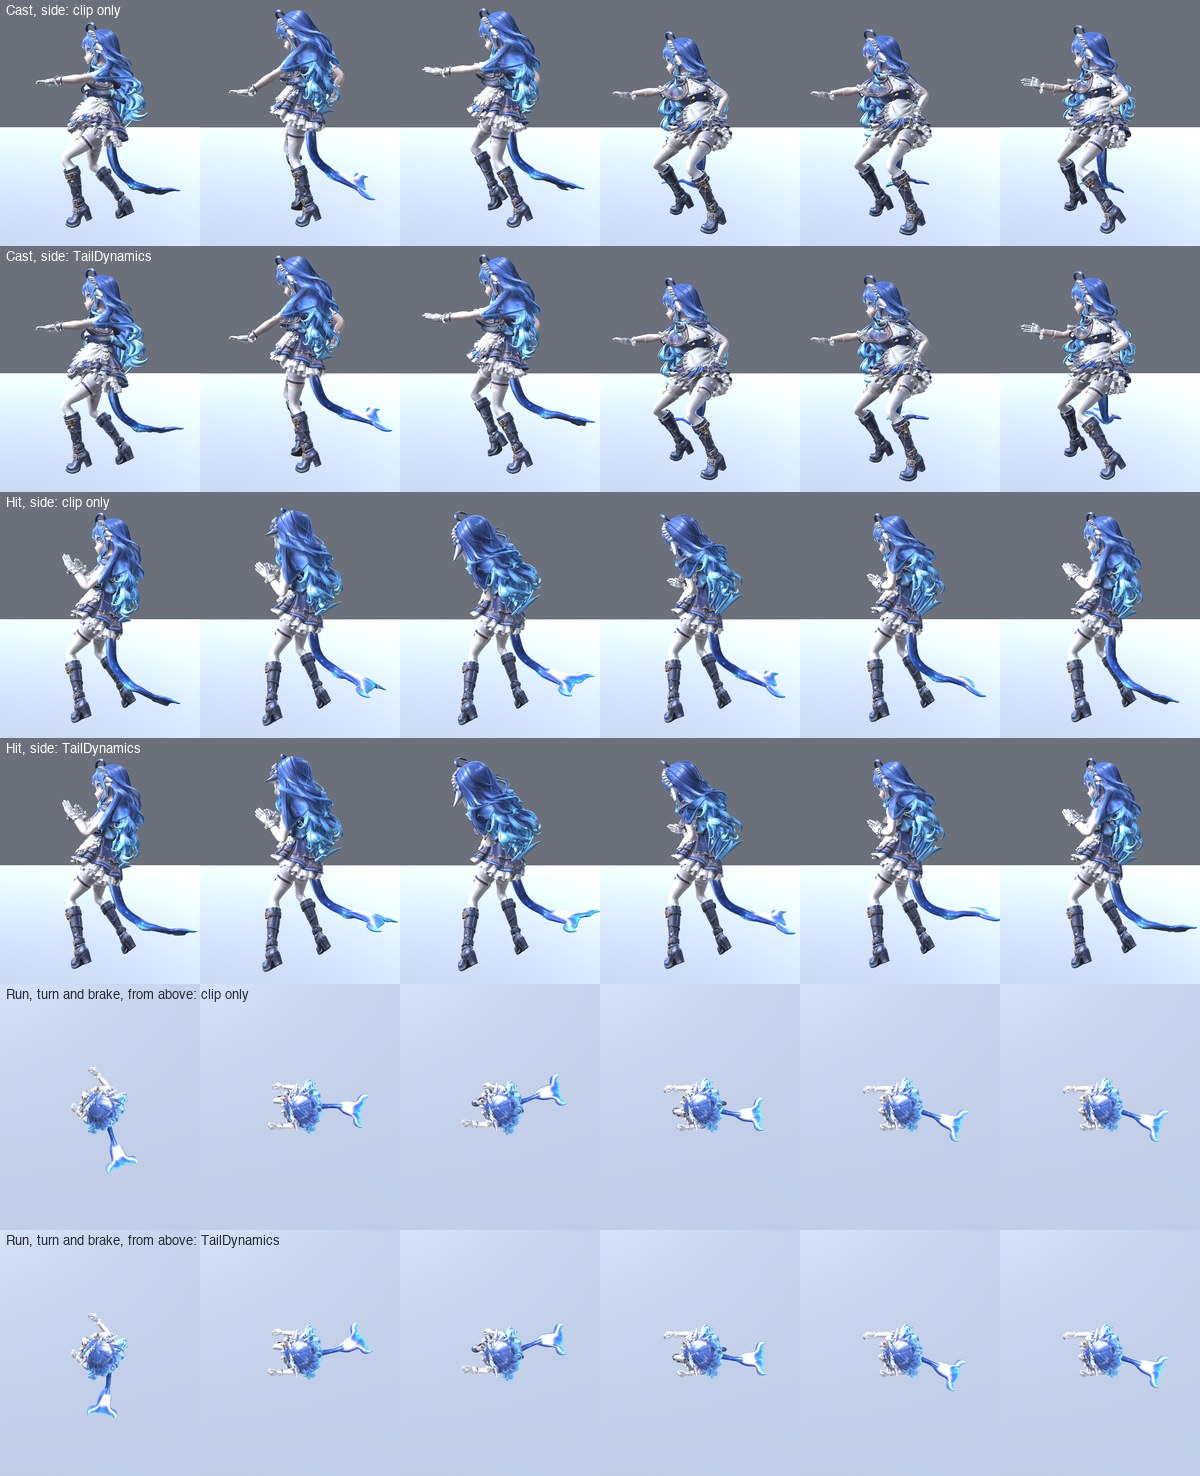 Cast, side: clip only
Cast, side: TailDynamics
Hit, side: clip only
Hit, side: TailDynamics
Run, turn and brake, from above: clip only
Run, turn and brake, from above: TailDynamics